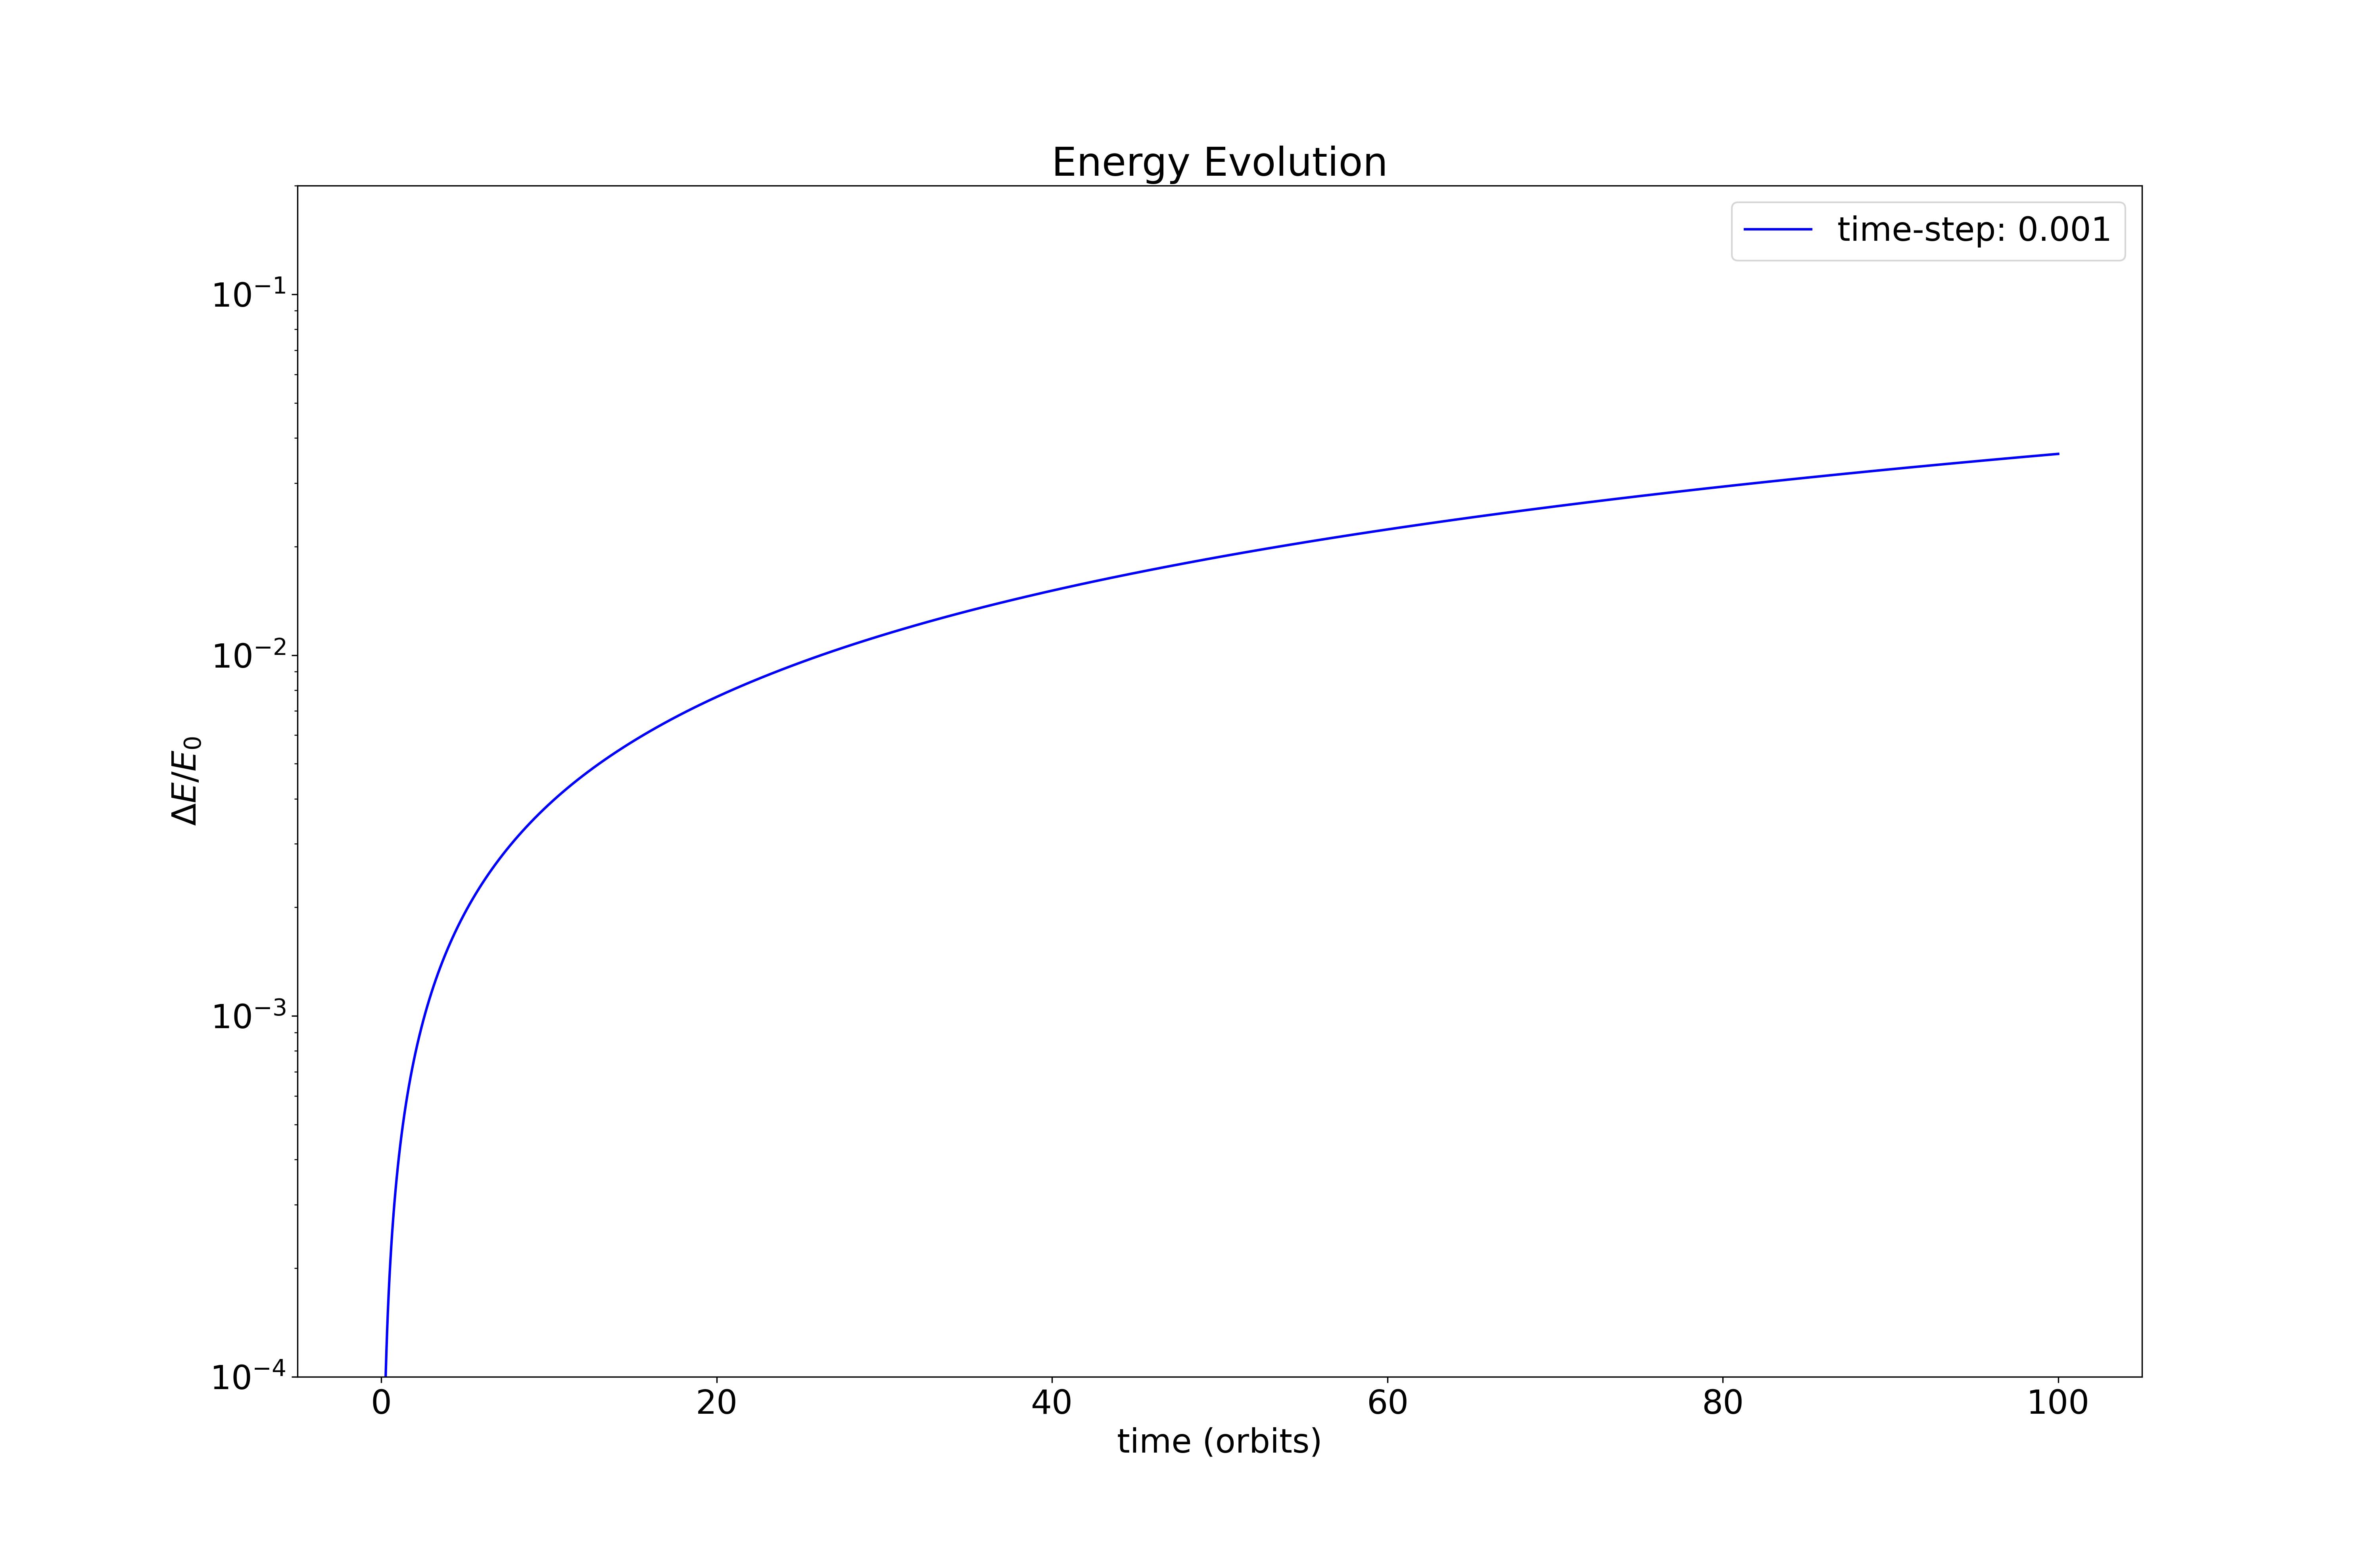 Energy Evolution
time-step: 0.001
10⁻¹
10⁻²
10⁻³
10⁻⁴
ΔE/E₀
0 20 40 60 80 100
time (orbits)